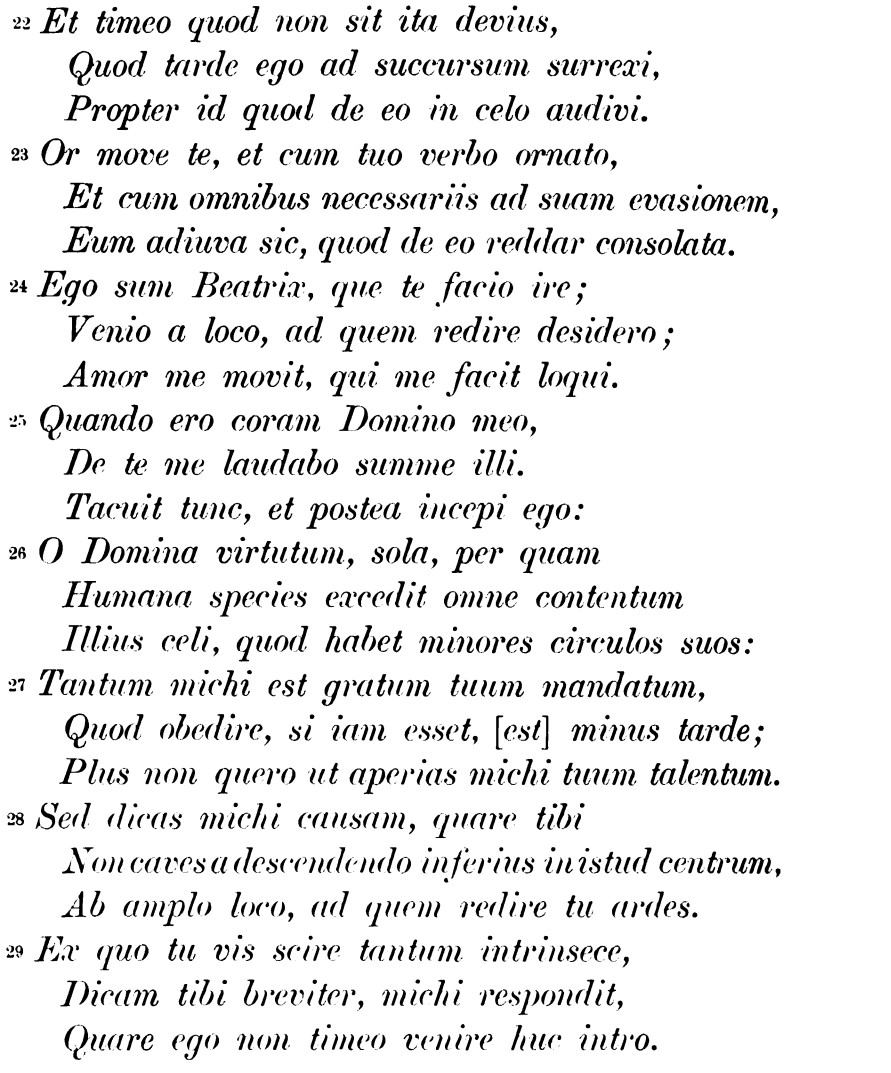 22 Et timeo quod non sit ita devius,
Quod tarde ego ad succursum surrexi,
Propter id quod de eo in celo audivi.
23 Or move te, et cum tuo verbo ornato,
Et cum omnibus necessariis ad suam evasionem,
Eum adiuva sic, quod de eo reddar consolata.
24 Ego sum Beatrix, que te facio ire;
Venio a loco, ad quem redire desidero;
Amor me movit, qui me facit loqui.
25 Quando ero coram Domino meo,
De te me laudabo summe illi.
Tacuit tunc, et postea incepi ego:
26 O Domina virtutum, sola, per quam
Humana species excedit omne contentum
Illius celi, quod habet minores circulos suos:
27 Tantum michi est gratum tuum mandatum,
Quod obedire, si iam esset, [est] minus tarde;
Plus non quero ut aperias michi tuum talentum.
28 Sed dicas michi causam, quare tibi
Non caves a descendendo inferius in istud centrum,
Ab amplo loco, ad quem redire tu ardes.
29 Ex quo tu vis scire tantum intrinsece,
Dicam tibi breviter, michi respondit,
Quare ego non timeo venire huc intro.